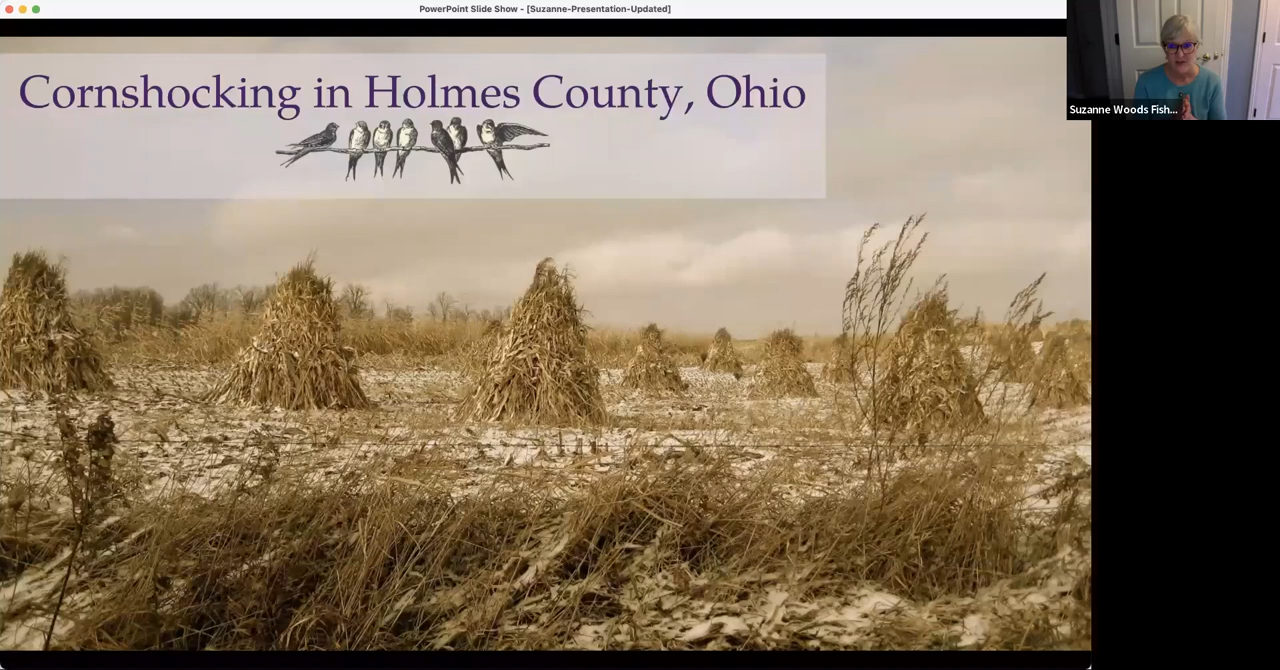 PowerPoint Slide Show - [Suzanne-Presentation-Updated]
Cornshocking in Holmes County, Ohio
Suzanne Woods Fish...